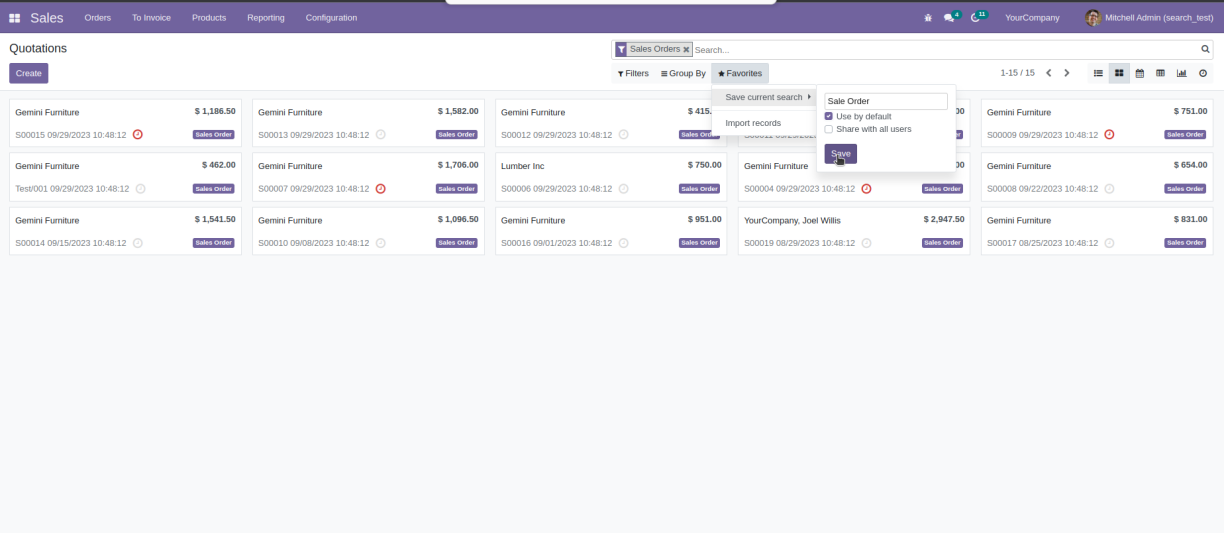 Sales Orders To Invoice Products Reporting Configuration 4 11 YourCompany Mitchell Admin (search_test)
Quotations
Sales Orders × Search...
Create
Filters Group By Favorites 1-15 / 15
Save current search
Import records
Sale Order
Use by default
Share with all users
Save
Gemini Furniture $ 1,186.50
S00015 09/29/2023 10:48:12 Sales Order
Gemini Furniture $ 1,582.00
S00013 09/29/2023 10:48:12 Sales Order
Gemini Furniture $ 415.
S00012 09/29/2023 10:48:12 Sales Order
Gemini Furniture $ 751.00
S00009 09/29/2023 10:48:12 Sales Order
Gemini Furniture $ 462.00
Test/001 09/29/2023 10:48:12 Sales Order
Gemini Furniture $ 1,706.00
S00007 09/29/2023 10:48:12 Sales Order
Lumber Inc $ 750.00
S00006 09/29/2023 10:48:12 Sales Order
Gemini Furniture
S00004 09/29/2023 10:48:12 Sales Order
Gemini Furniture $ 654.00
S00008 09/22/2023 10:48:12 Sales Order
Gemini Furniture $ 1,541.50
S00014 09/15/2023 10:48:12 Sales Order
Gemini Furniture $ 1,096.50
S00010 09/08/2023 10:48:12 Sales Order
Gemini Furniture $ 951.00
S00016 09/01/2023 10:48:12 Sales Order
YourCompany, Joel Willis $ 2,947.50
S00019 08/29/2023 10:48:12 Sales Order
Gemini Furniture $ 831.00
S00017 08/25/2023 10:48:12 Sales Order